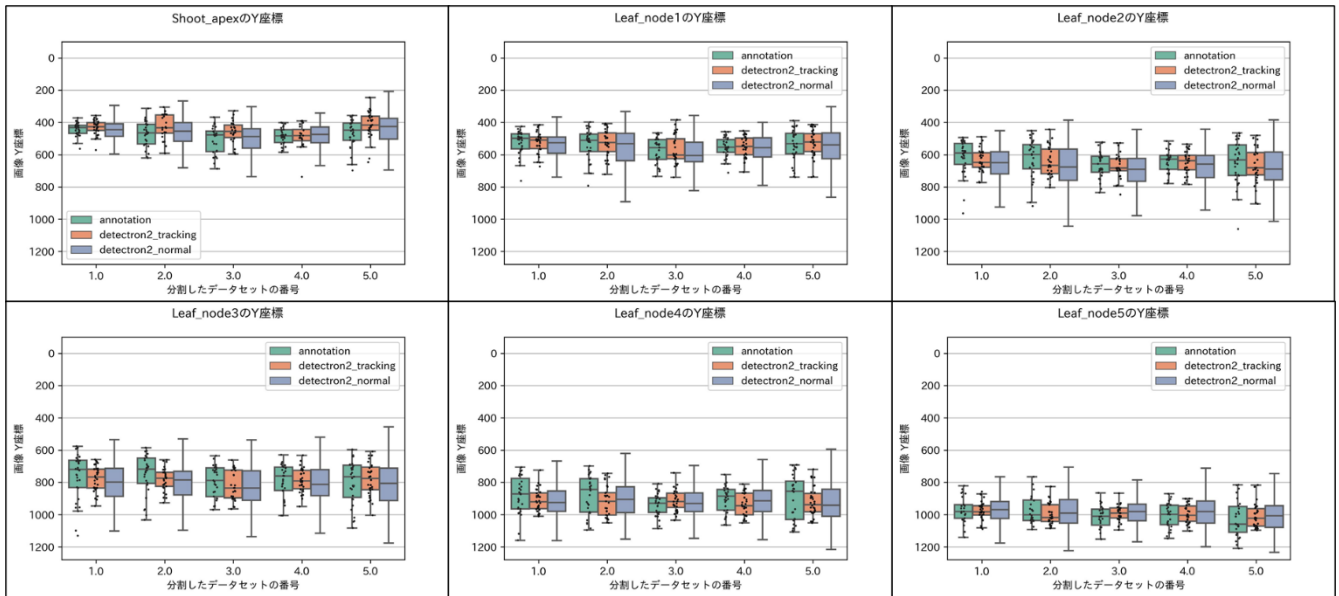 Shoot_apexのY座標
0
200
400
600
800
1000
1200
画像 Y座標
annotation
detectron2_tracking
detectron2_normal
1.0 2.0 3.0 4.0 5.0
分割したデータセットの番号
Leaf_node1のY座標
annotation
detectron2_tracking
detectron2_normal
0
200
400
600
800
1000
1200
画像 Y座標
1.0 2.0 3.0 4.0 5.0
分割したデータセットの番号
Leaf_node2のY座標
annotation
detectron2_tracking
detectron2_normal
0
200
400
600
800
1000
1200
画像 Y座標
1.0 2.0 3.0 4.0 5.0
分割したデータセットの番号
Leaf_node3のY座標
annotation
detectron2_tracking
detectron2_normal
0
200
400
600
800
1000
1200
画像 Y座標
1.0 2.0 3.0 4.0 5.0
分割したデータセットの番号
Leaf_node4のY座標
annotation
detectron2_tracking
detectron2_normal
0
200
400
600
800
1000
1200
画像 Y座標
1.0 2.0 3.0 4.0 5.0
分割したデータセットの番号
Leaf_node5のY座標
annotation
detectron2_tracking
detectron2_normal
0
200
400
600
800
1000
1200
画像 Y座標
1.0 2.0 3.0 4.0 5.0
分割したデータセットの番号